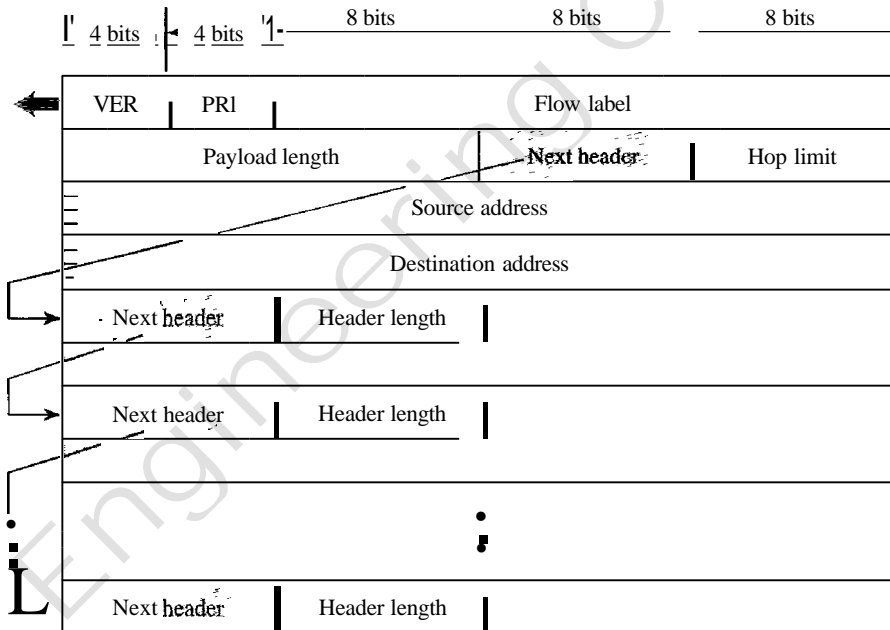 4 bits 4 bits 8 bits 8 bits 8 bits
VER PR1 Flow label
Payload length Next header Hop limit
Source address
Destination address
Next header Header length
Next header Header length
L
Next header Header length
Engineering C